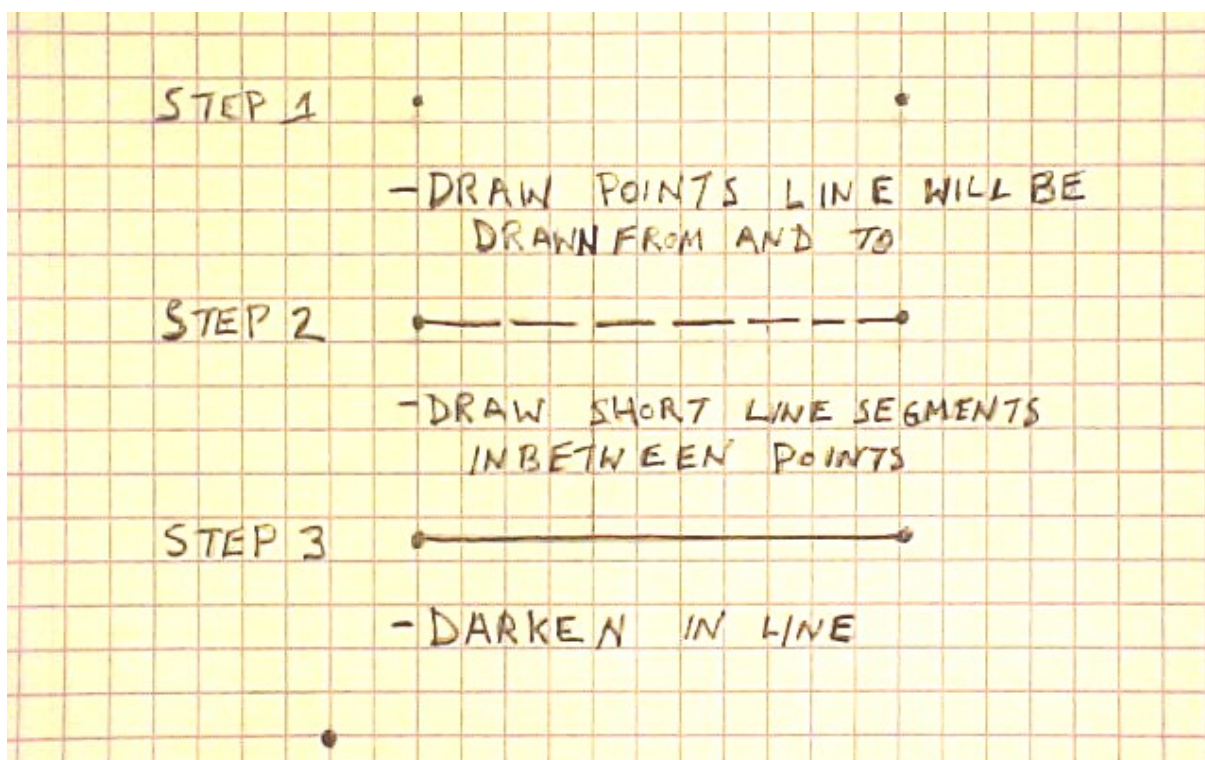 STEP 1
-DRAW POINTS LINE WILL BE
DRAWN FROM AND TO
STEP 2
-DRAW SHORT LINE SEGMENTS
INBETWEEN POINTS
STEP 3
-DARKEN IN LINE